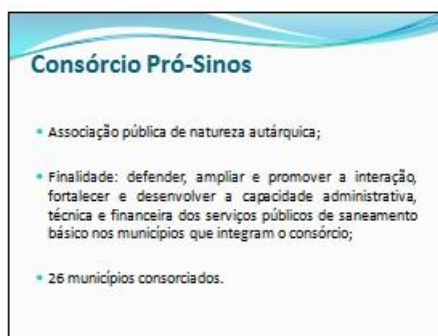 Consórcio Pró-Sinos
• Associação pública de natureza autárquica;
• Finalidade: defender, ampliar e promover a interação,
fortalecer e desenvolver a capacidade administrativa,
técnica e financeira dos serviços públicos de saneamento
básico nos municípios que integram o consórcio;
• 26 municípios consorciados.